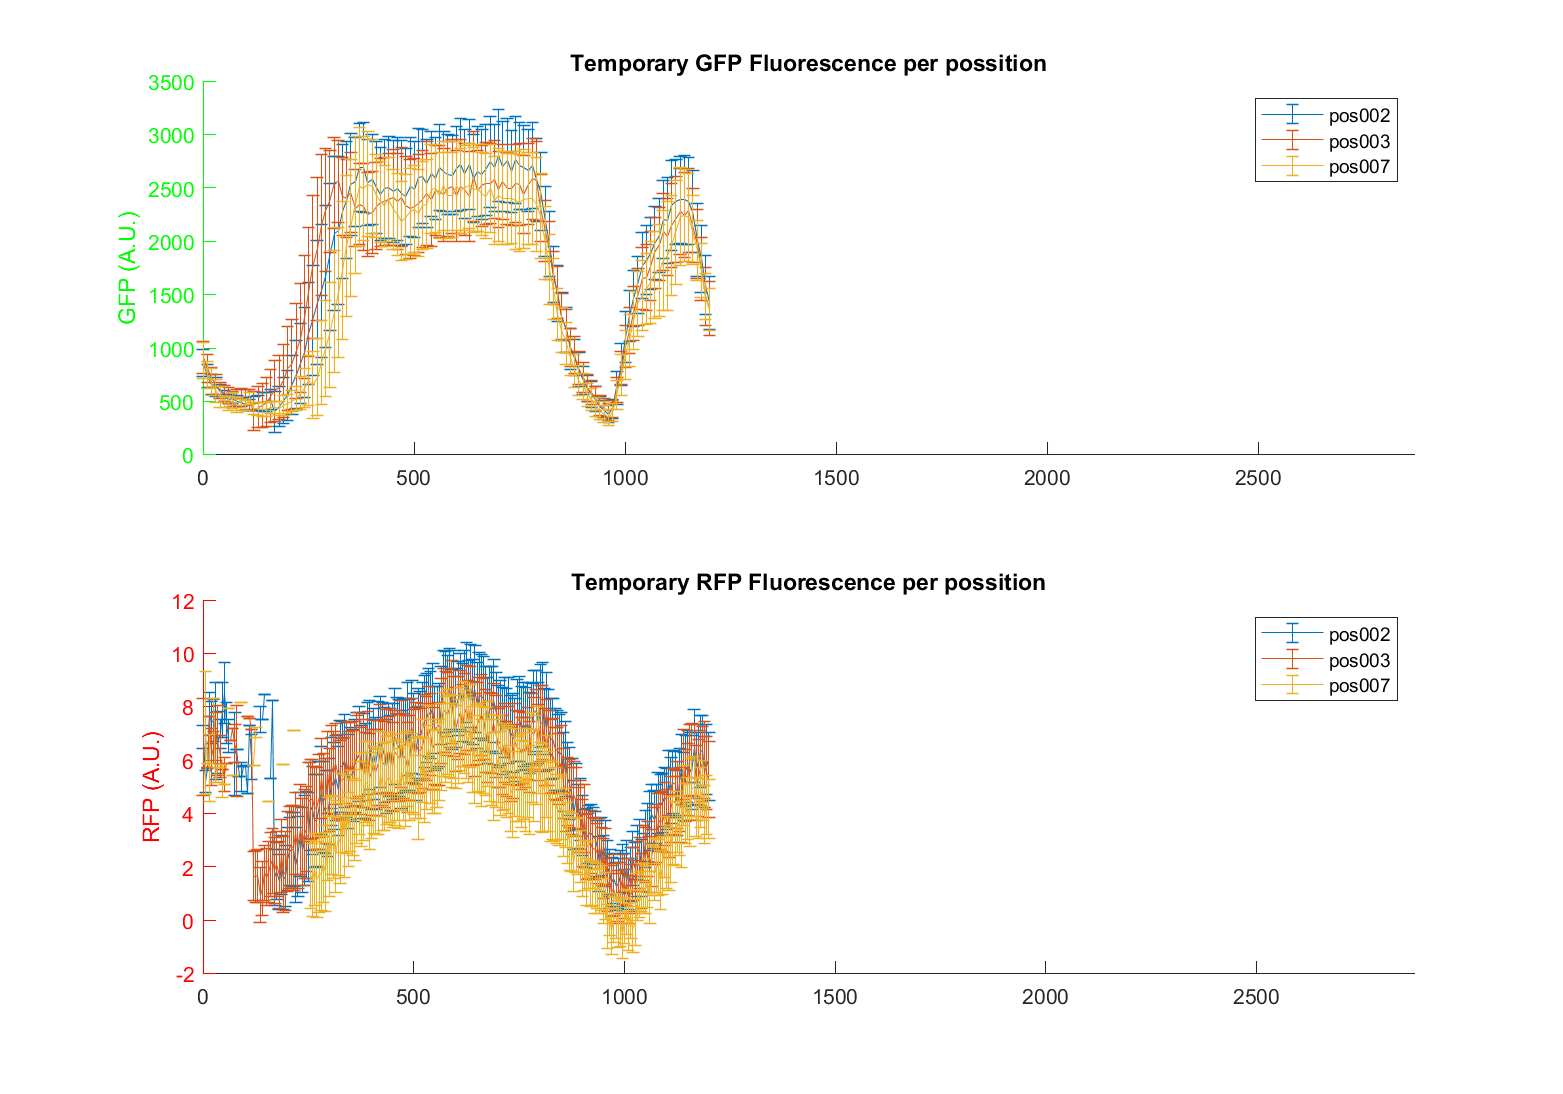 Temporary GFP Fluorescence per possition
3500
3000
2500
2000
1500
1000
500
0
GFP (A.U.)
pos002
pos003
pos007
0 500 1000 1500 2000 2500
Temporary RFP Fluorescence per possition
12
10
8
6
4
2
0
-2
RFP (A.U.)
pos002
pos003
pos007
0 500 1000 1500 2000 2500